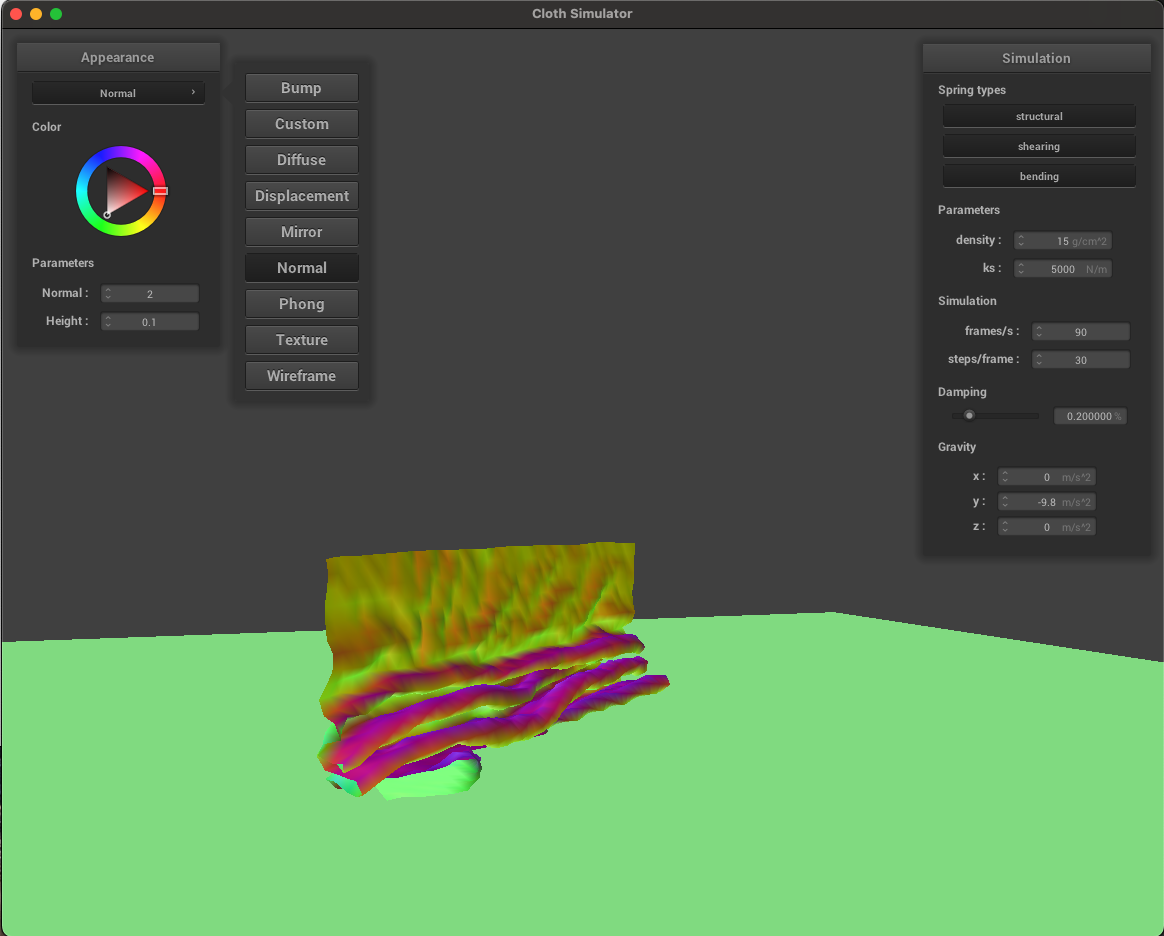 Cloth Simulator
Appearance
Normal ›
Color
Parameters
Normal : 2
Height : 0.1
Bump
Custom
Diffuse
Displacement
Mirror
Normal
Phong
Texture
Wireframe
Simulation
Spring types
structural
shearing
bending
Parameters
density : 15 g/cm^2
ks : 5000 N/m
Simulation
frames/s : 90
steps/frame : 30
Damping
0.200000 %
Gravity
x : 0 m/s^2
y : -9.8 m/s^2
z : 0 m/s^2